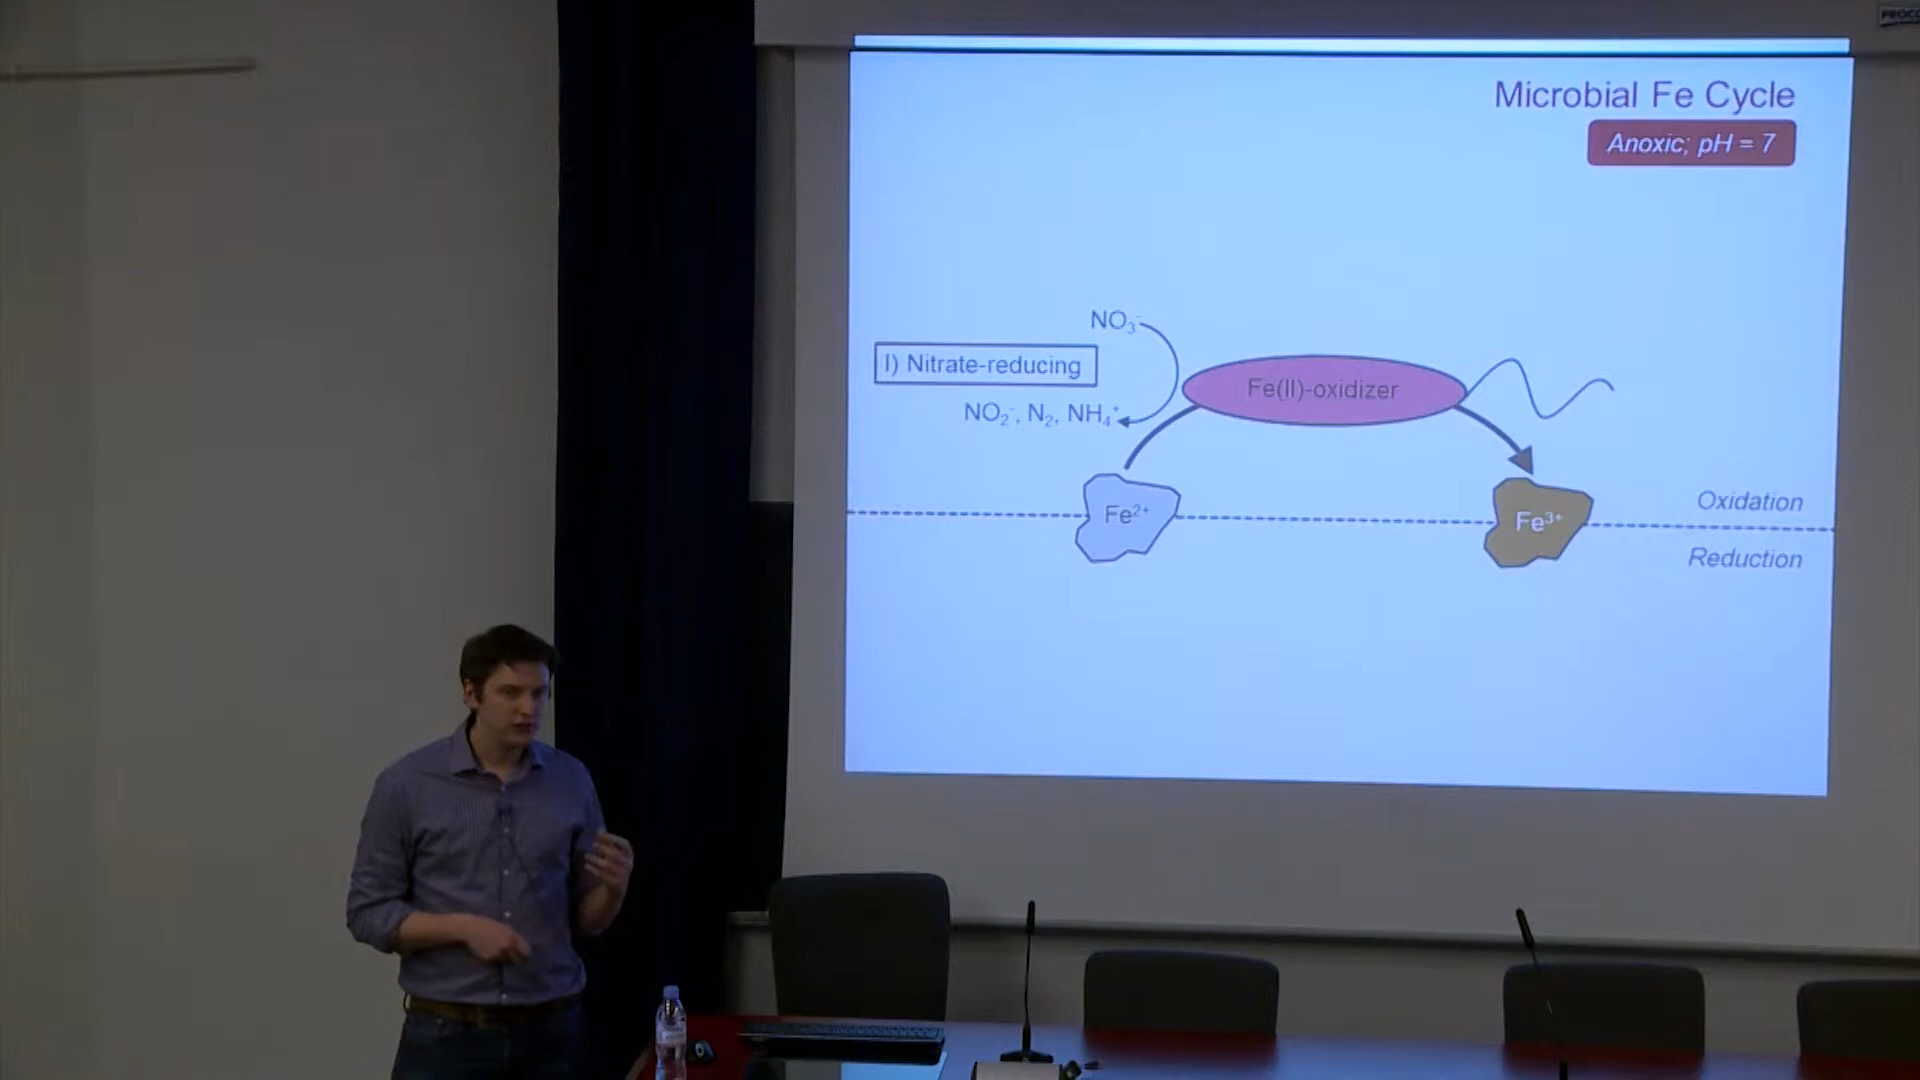 Microbial Fe Cycle
Anoxic; pH = 7
NO₃⁻
I) Nitrate-reducing
Fe(II)-oxidizer
NO₂⁻, N₂, NH₄⁺
Fe²⁺
Fe³⁺
Oxidation
Reduction